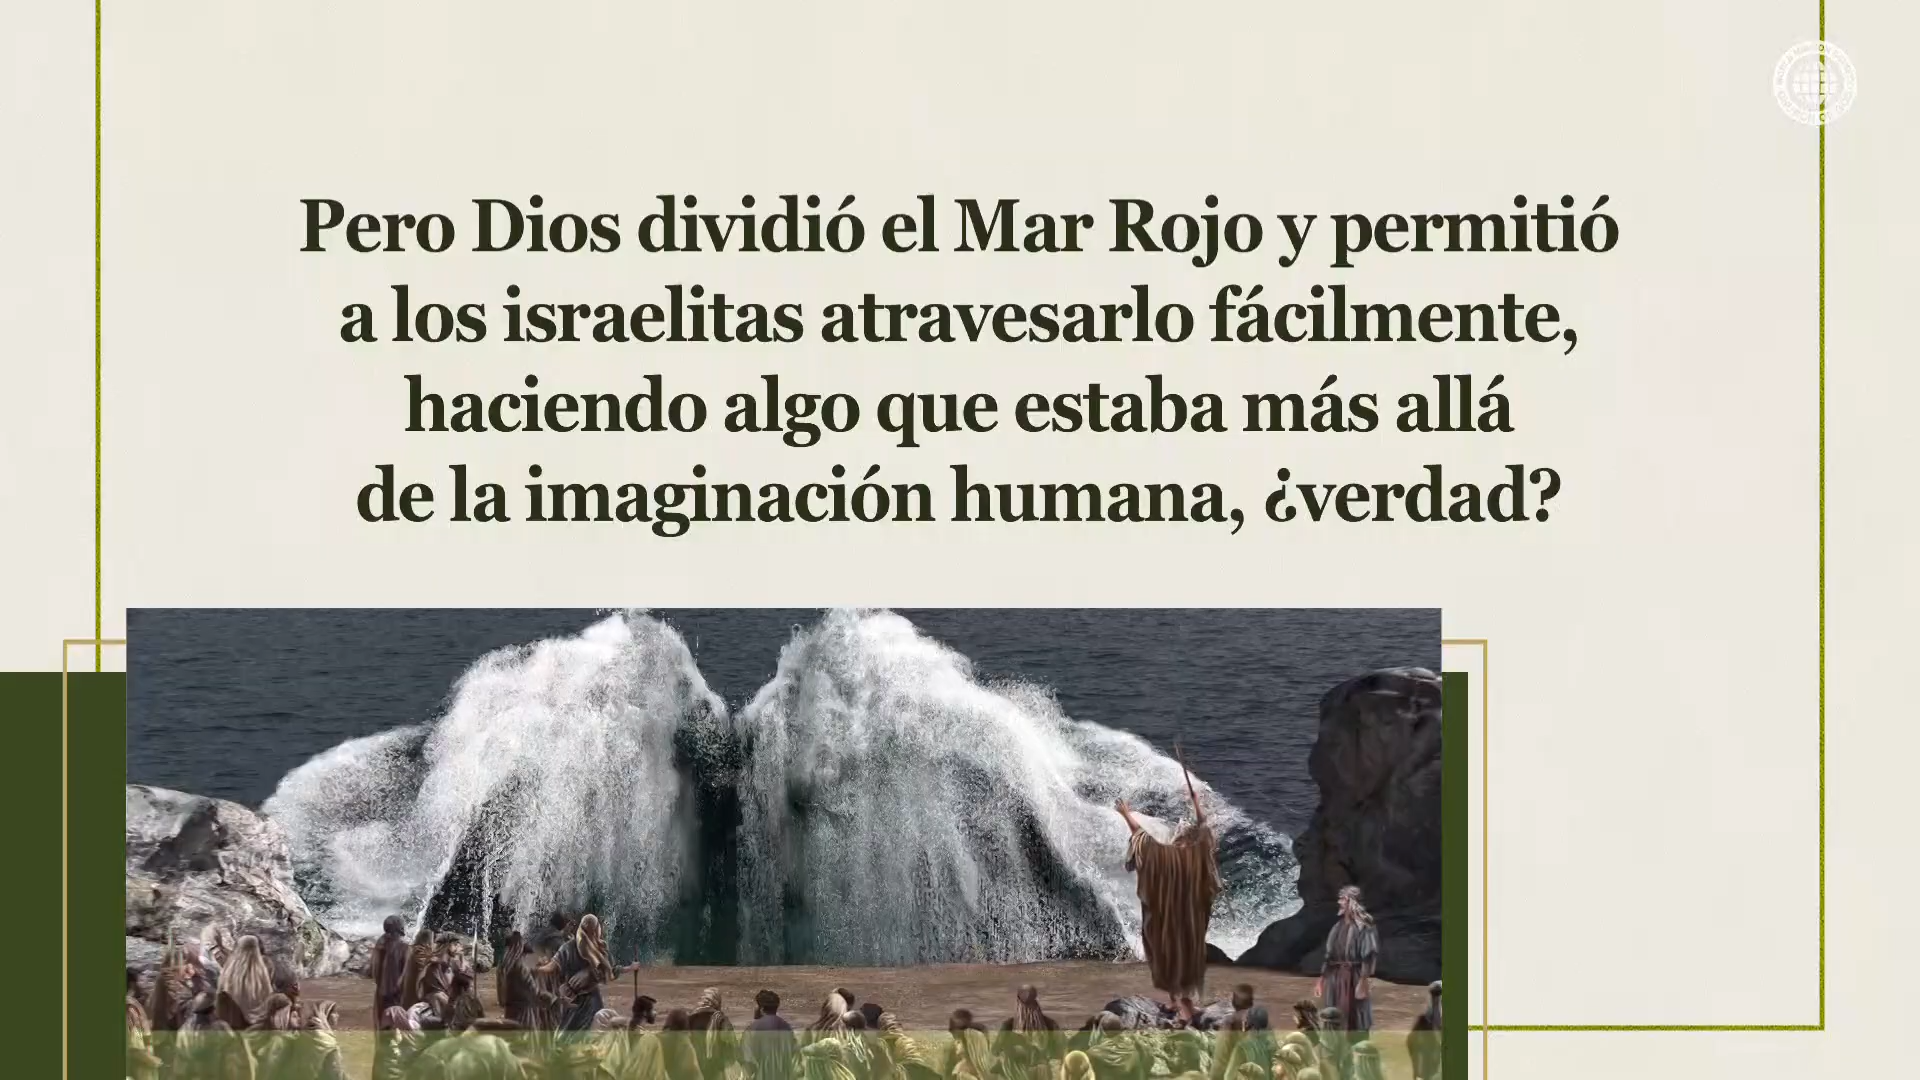 Pero Dios dividió el Mar Rojo y permitió
a los israelitas atravesarlo fácilmente,
haciendo algo que estaba más allá
de la imaginación humana, ¿verdad?